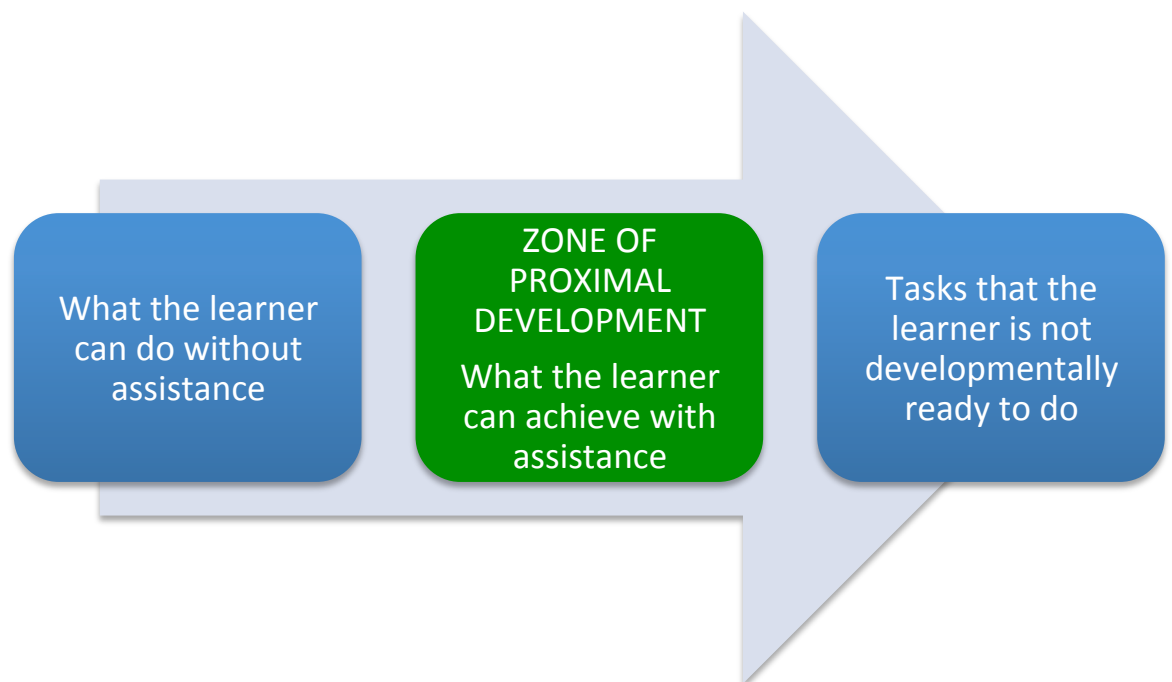 What the learner
can do without
assistance
ZONE OF
PROXIMAL
DEVELOPMENT
What the learner
can achieve with
assistance
Tasks that the
learner is not
developmentally
ready to do